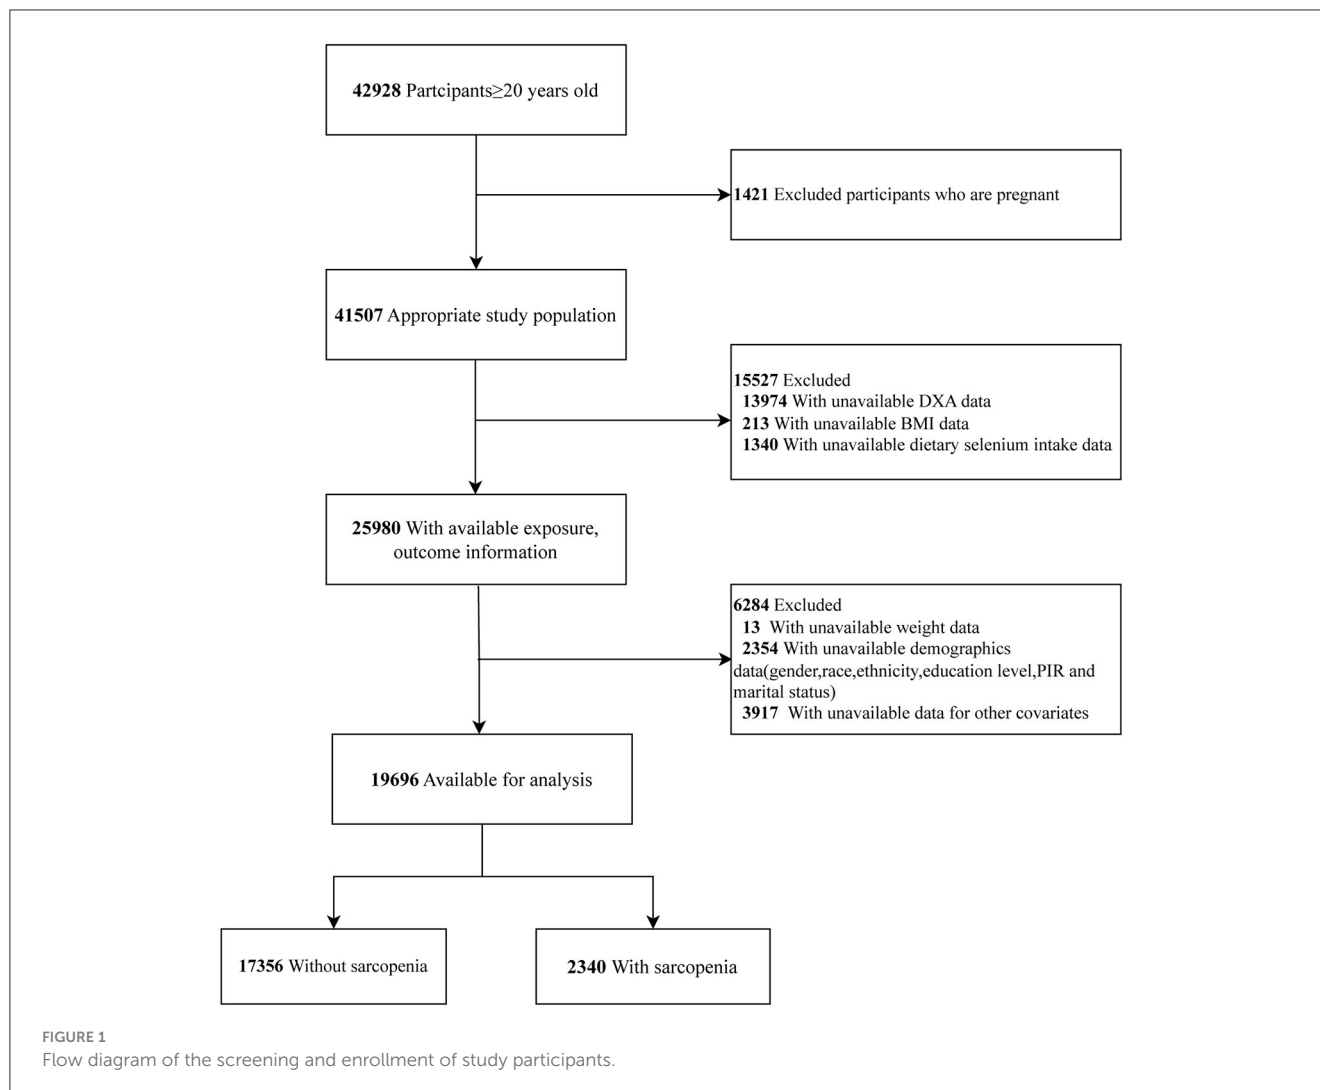 42928 Partcipants≥20 years old
1421 Excluded participants who are pregnant
41507 Appropriate study population
15527 Excluded
13974 With unavailable DXA data
213 With unavailable BMI data
1340 With unavailable dietary selenium intake data
25980 With available exposure,
outcome information
6284 Excluded
13 With unavailable weight data
2354 With unavailable demographics
data(gender,race,ethnicity,education level,PIR and
marital status)
3917 With unavailable data for other covariates
19696 Available for analysis
17356 Without sarcopenia
2340 With sarcopenia
FIGURE 1
Flow diagram of the screening and enrollment of study participants.